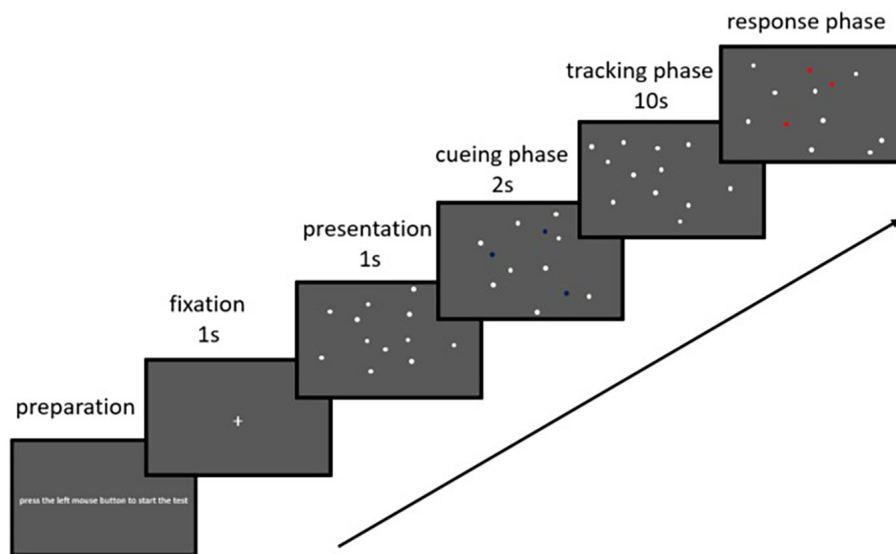 response phase
tracking phase
10s
cueing phase
2s
presentation
1s
fixation
1s
preparation
press the left mouse button to start the test